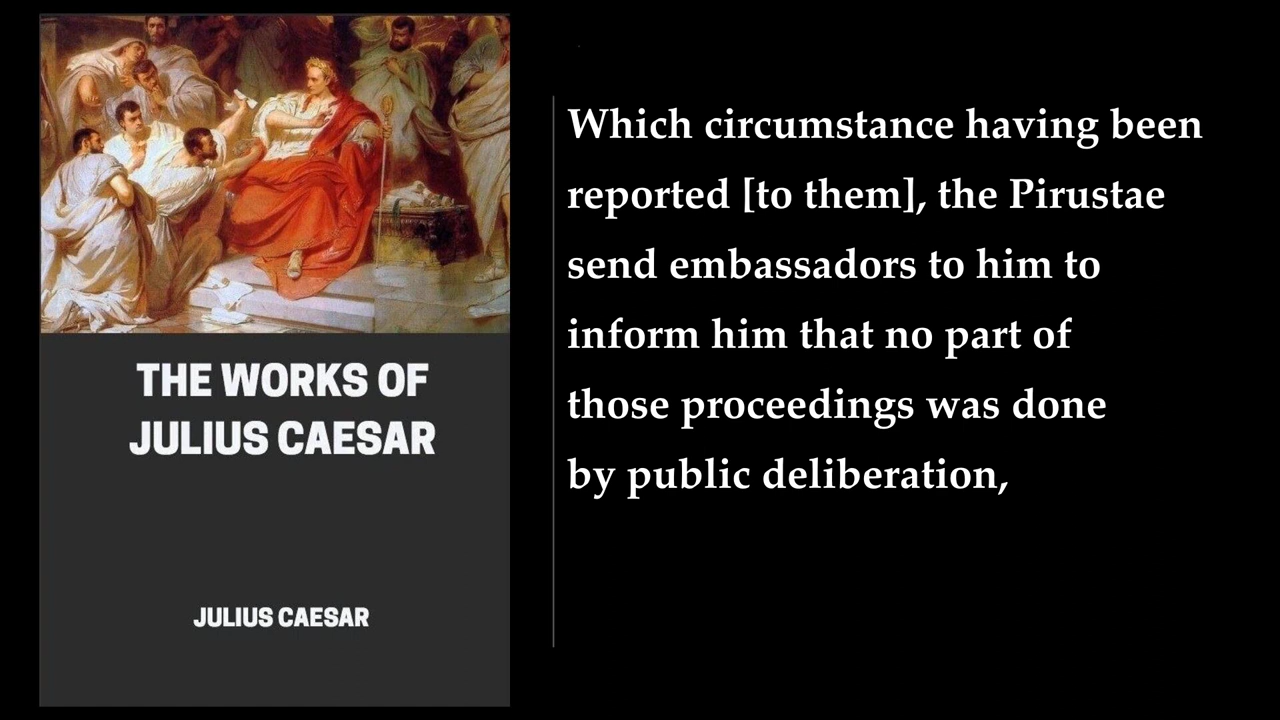 THE WORKS OF
JULIUS CAESAR
JULIUS CAESAR
Which circumstance having been
reported [to them], the Pirustae
send embassadors to him to
inform him that no part of
those proceedings was done
by public deliberation,